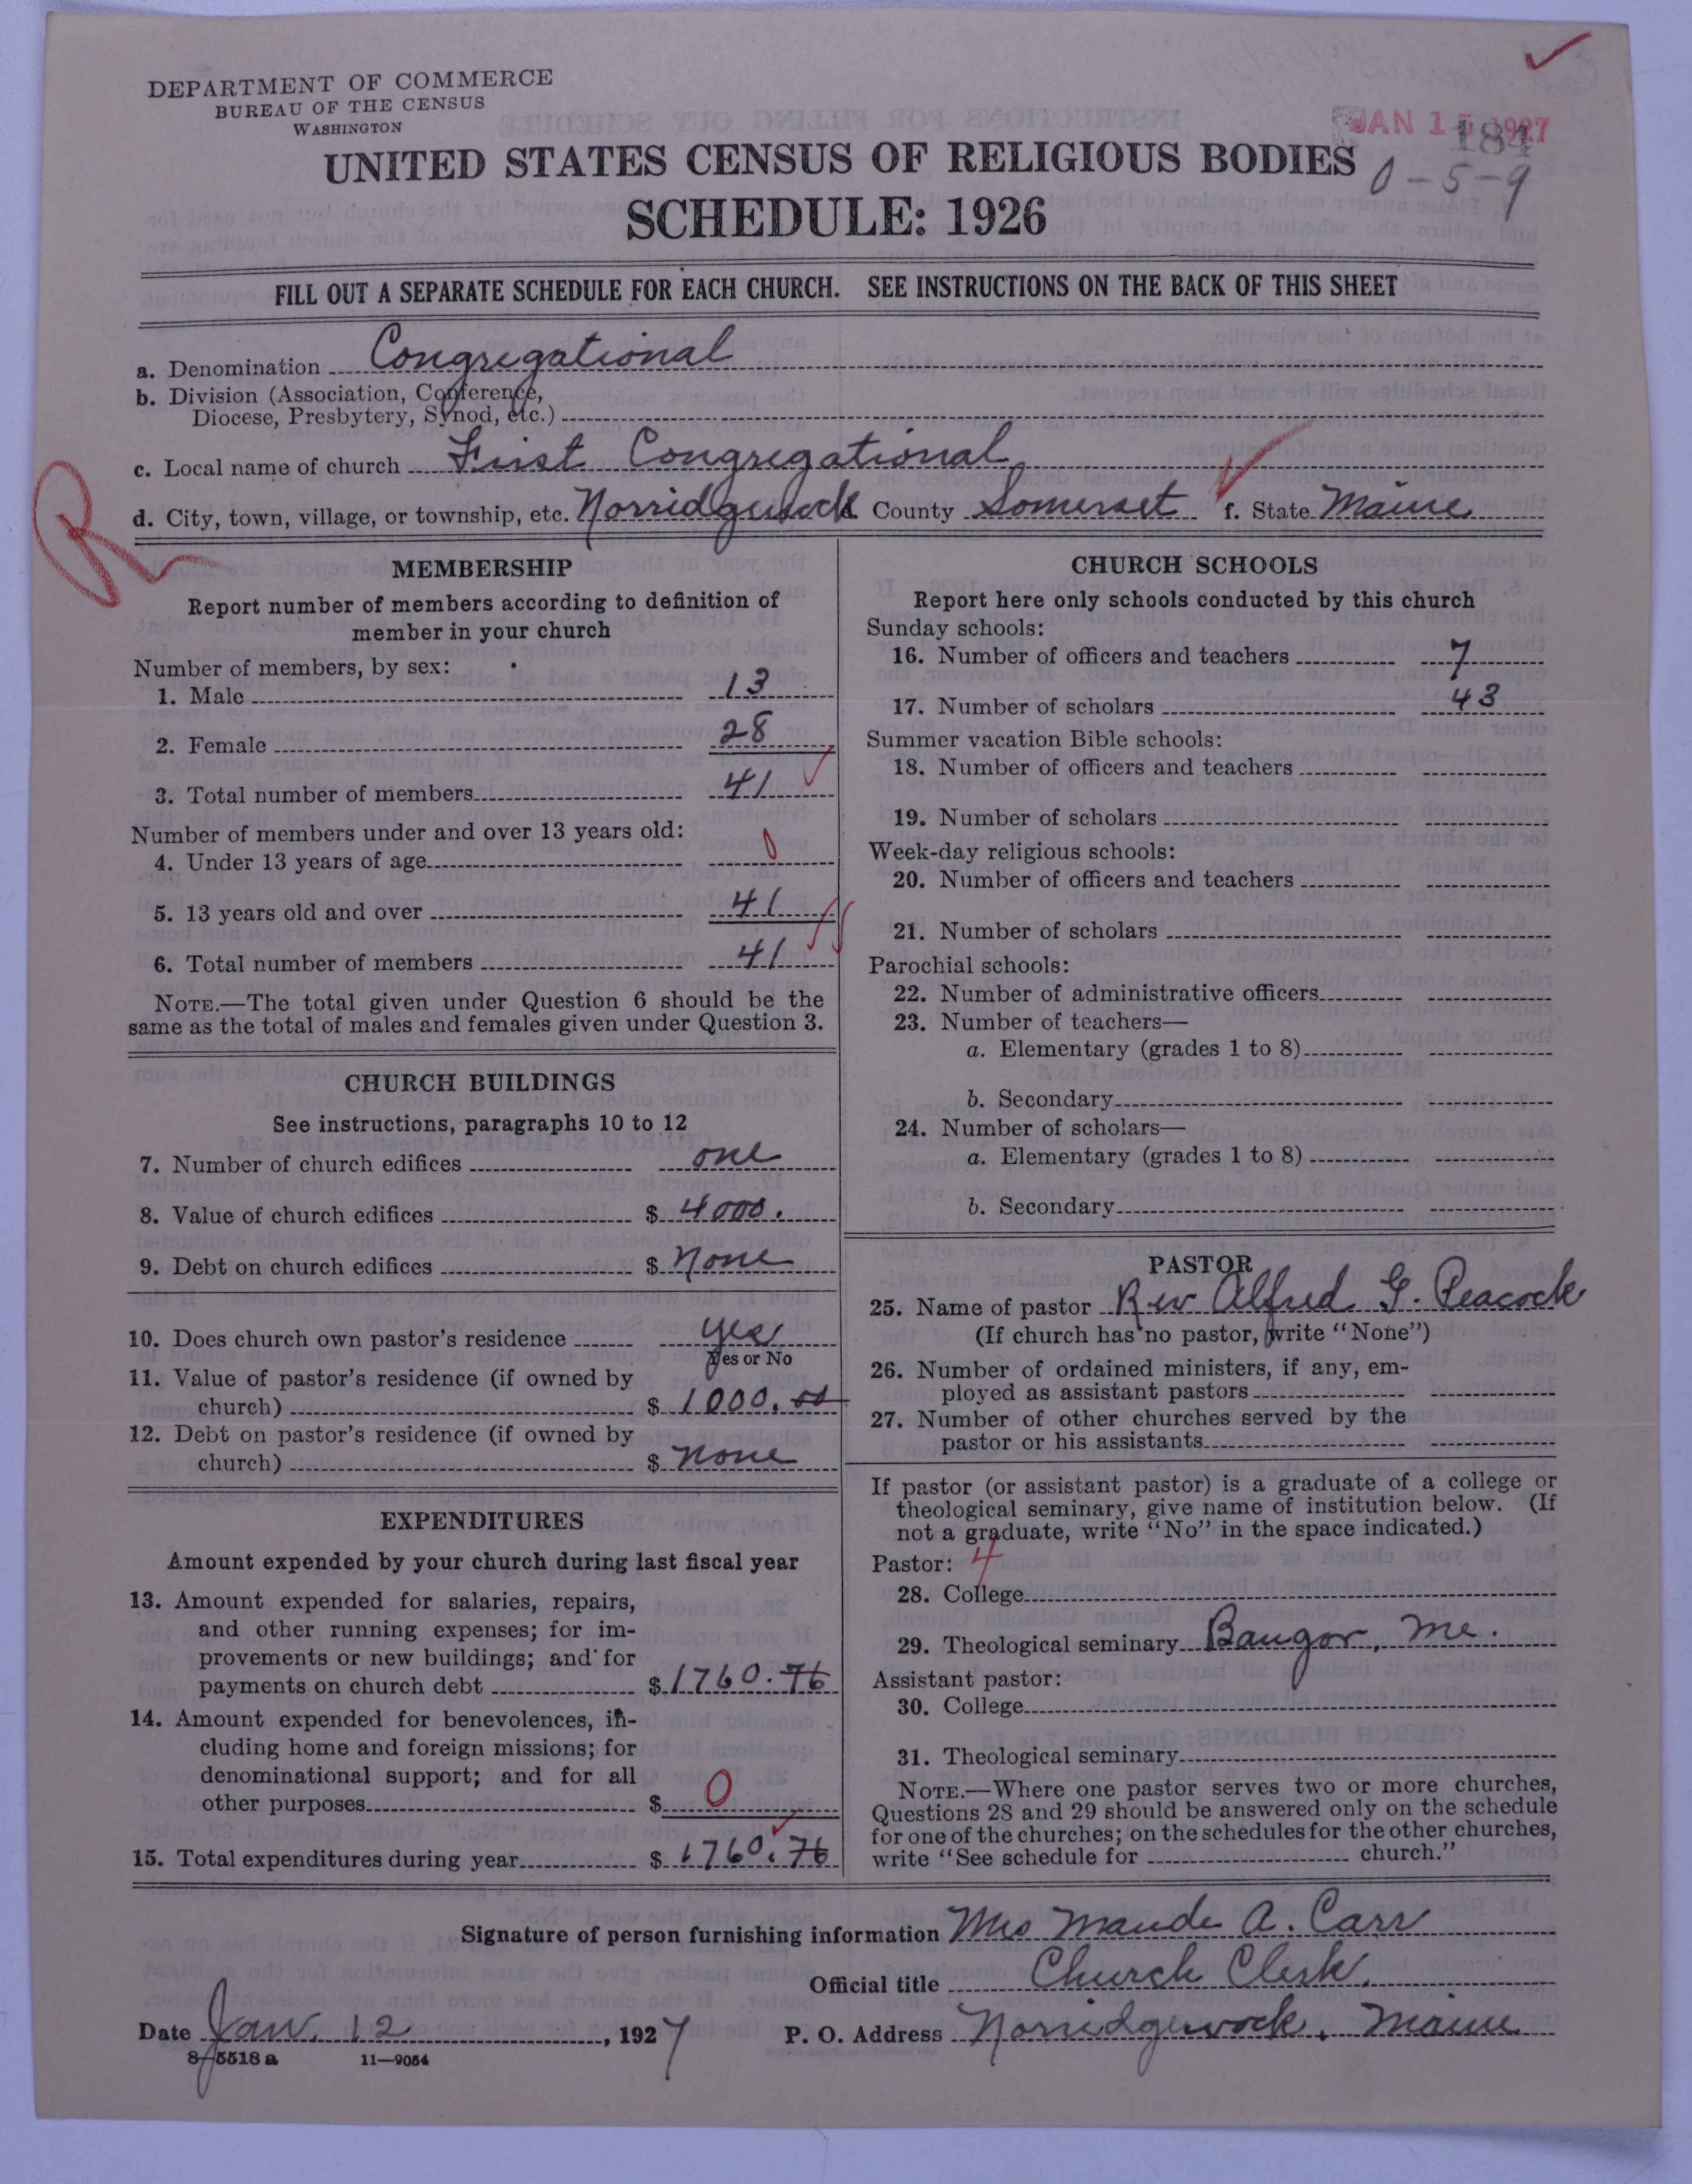 DEPARTMENT OF COMMERCE
BUREAU OF THE CENSUS
WASHINGTON
JAN 15 1927
184
0-5-9
UNITED STATES CENSUS OF RELIGIOUS BODIES
SCHEDULE: 1926
FILL OUT A SEPARATE SCHEDULE FOR EACH CHURCH. SEE INSTRUCTIONS ON THE BACK OF THIS SHEET
a. Denomination Congregational
b. Division (Association, Conference,
Diocese, Presbytery, Synod, etc.)
c. Local name of church First Congregational
d. City, town, village, or township, etc. Norridgewock County Somerset f. State Maine
R
MEMBERSHIP
Report number of members according to definition of
member in your church
Number of members, by sex:
1. Male 13
2. Female 28
3. Total number of members 41
Number of members under and over 13 years old:
4. Under 13 years of age 0
5. 13 years old and over 41
6. Total number of members 41
NOTE.—The total given under Question 6 should be the
same as the total of males and females given under Question 3.
CHURCH BUILDINGS
See instructions, paragraphs 10 to 12
7. Number of church edifices one
8. Value of church edifices $ 4000.
9. Debt on church edifices $ none
10. Does church own pastor's residence yes
Yes or No
11. Value of pastor's residence (if owned by
church) $ 1000.00
12. Debt on pastor's residence (if owned by
church) $ none
EXPENDITURES
Amount expended by your church during last fiscal year
13. Amount expended for salaries, repairs,
and other running expenses; for im-
provements or new buildings; and for
payments on church debt $ 1760.76
14. Amount expended for benevolences, in-
cluding home and foreign missions; for
denominational support; and for all
other purposes $ 0
15. Total expenditures during year $ 1760.76
CHURCH SCHOOLS
Report here only schools conducted by this church
Sunday schools:
16. Number of officers and teachers 7
17. Number of scholars 43
Summer vacation Bible schools:
18. Number of officers and teachers
19. Number of scholars
Week-day religious schools:
20. Number of officers and teachers
21. Number of scholars
Parochial schools:
22. Number of administrative officers
23. Number of teachers—
a. Elementary (grades 1 to 8)
b. Secondary
24. Number of scholars—
a. Elementary (grades 1 to 8)
b. Secondary
PASTOR
25. Name of pastor Rev Alfred G. Peacock
(If church has no pastor, write "None")
26. Number of ordained ministers, if any, em-
ployed as assistant pastors
27. Number of other churches served by the
pastor or his assistants
If pastor (or assistant pastor) is a graduate of a college or
theological seminary, give name of institution below. (If
not a graduate, write "No" in the space indicated.)
Pastor: 4
28. College
29. Theological seminary Bangor, Me.
Assistant pastor:
30. College
31. Theological seminary
NOTE.—Where one pastor serves two or more churches,
Questions 28 and 29 should be answered only on the schedule
for one of the churches; on the schedules for the other churches,
write "See schedule for church."
Signature of person furnishing information Mrs Maude A. Carr
Official title Church Clerk.
Date Jan. 12, 1927 P. O. Address Norridgewock, Maine
8-5518 a 11-9054